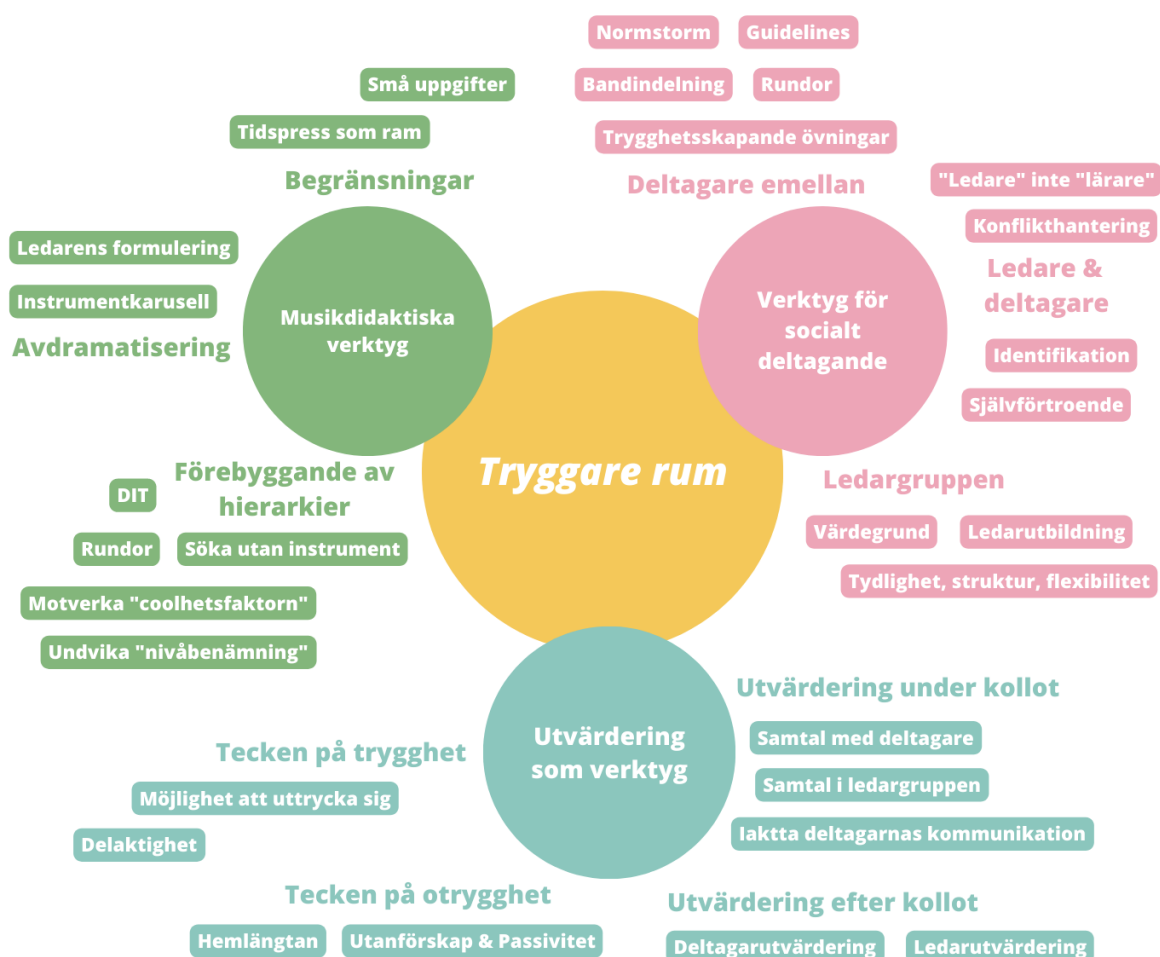 Normstorm
Guidelines
Små uppgifter
Bandindelning
Rundor
Tidspress som ram
Trygghetsskapande övningar
Begränsningar
Deltagare emellan
"Ledare" inte "lärare"
Konflikthantering
Ledarens formulering
Instrumentkarusell
Avdramatisering
Musikdidaktiska
verktyg
Verktyg för
socialt
deltagande
Ledare &
deltagare
Identifikation
Självförtroende
Tryggare rum
Förebyggande av
hierarkier
DIT
Rundor
Söka utan instrument
Motverka "coolhetsfaktorn"
Undvika "nivåbenämning"
Ledargruppen
Värdegrund
Ledarutbildning
Tydlighet, struktur, flexibilitet
Utvärdering
som verktyg
Utvärdering under kollot
Samtal med deltagare
Samtal i ledargruppen
Iaktta deltagarnas kommunikation
Tecken på trygghet
Möjlighet att uttrycka sig
Delaktighet
Tecken på otrygghet
Hemlängtan
Utanförskap & Passivitet
Utvärdering efter kollot
Deltagarutvärdering
Ledarutvärdering